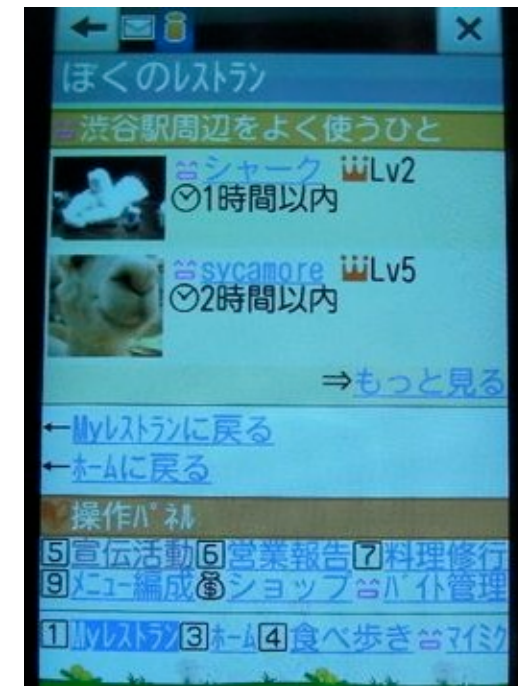 ぼくのレストラン
渋谷駅周辺をよく使うひと
シャーク Lv2
1時間以内
sycamore Lv5
2時間以内
⇒もっと見る
←Myレストランに戻る
←ホームに戻る
操作パネル
5宣伝活動6営業報告7料理修行
9メニュー編成ショップバイト管理
1Myレストラン3ホーム4食べ歩きマイミク